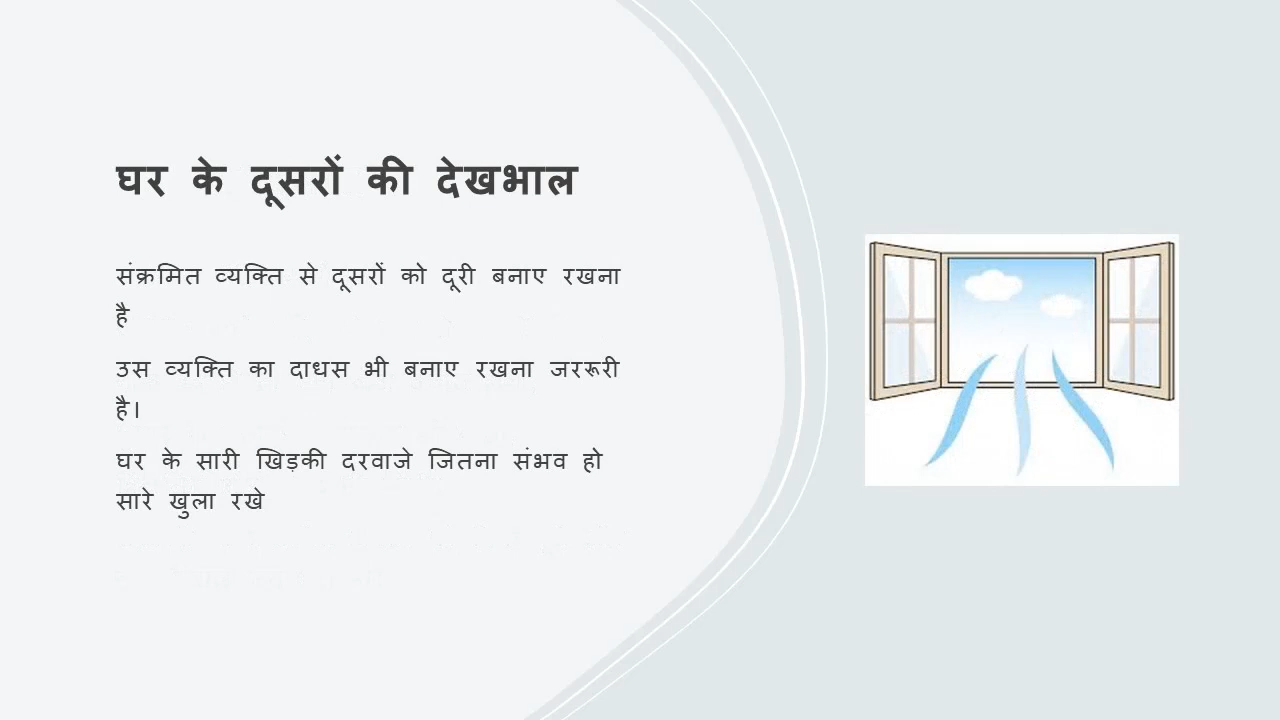 घर के दूसरों की देखभाल
संक्रमित व्यक्ति से दूसरों को दूरी बनाए रखना
है
उस व्यक्ति का दाधस भी बनाए रखना जररूरी
है।
घर के सारी खिड़की दरवाजे जितना संभव हो
सारे खुला रखे